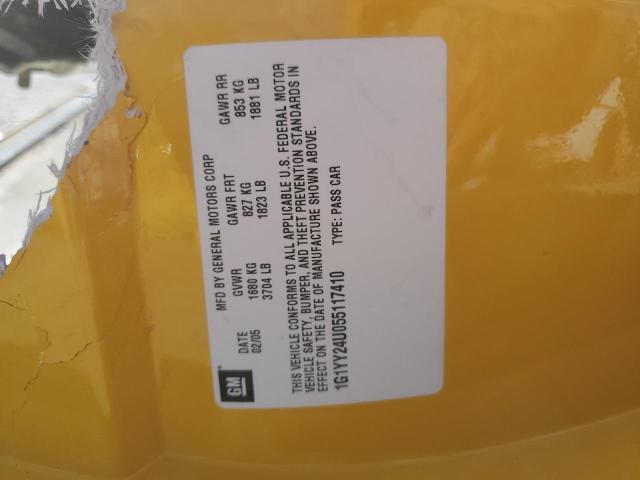 MFD BY GENERAL MOTORS CORP
DATE GVWR GAWR FRT GAWR RR
02/05 1680 KG 827 KG 853 KG
3704 LB 1823 LB 1881 LB
GM
THIS VEHICLE CONFORMS TO ALL APPLICABLE U.S. FEDERAL MOTOR
VEHICLE SAFETY, BUMPER, AND THEFT PREVENTION STANDARDS IN
EFFECT ON THE DATE OF MANUFACTURE SHOWN ABOVE.
1G1YY24U055117410 TYPE: PASS CAR